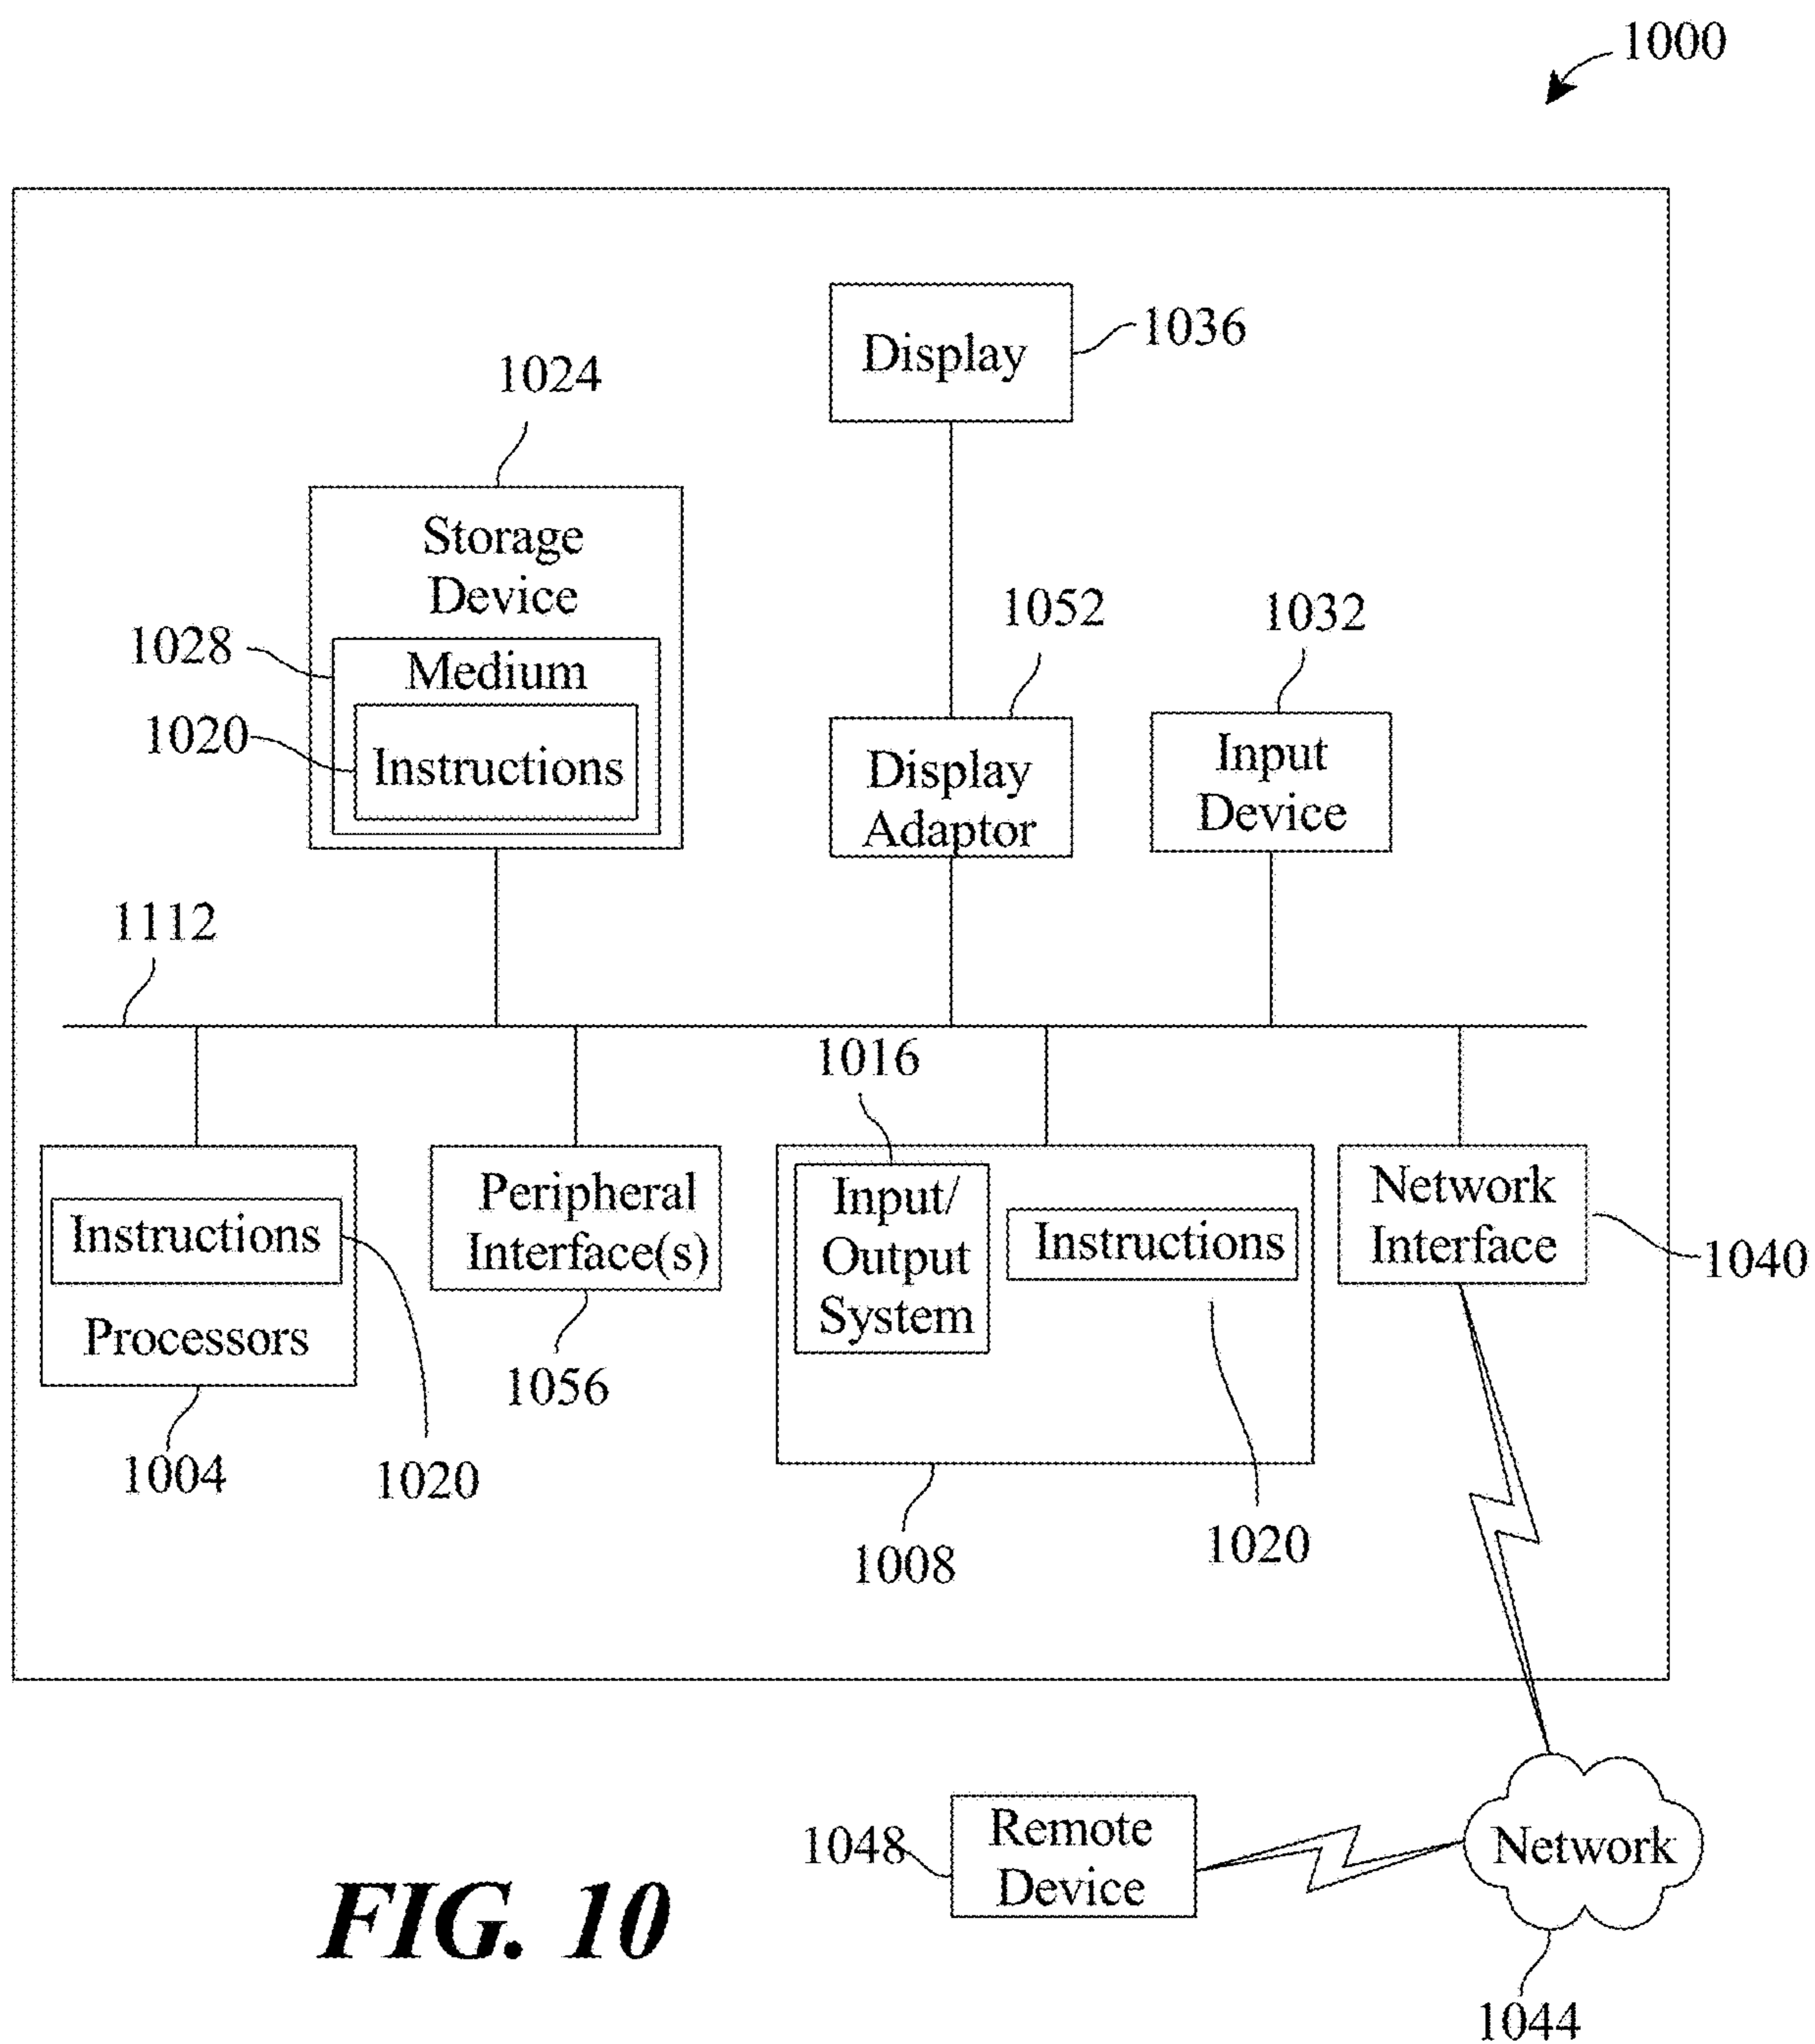 1000
Display
1036
1024
Storage
Device
1028
Medium
1020
Instructions
1052
Display
Adaptor
1032
Input
Device
1112
1016
Instructions
Processors
1004
1020
Peripheral
Interface(s)
1056
Input/
Output
System
Instructions
1008
1020
Network
Interface
1040
1048
Remote
Device
Network
1044
FIG. 10